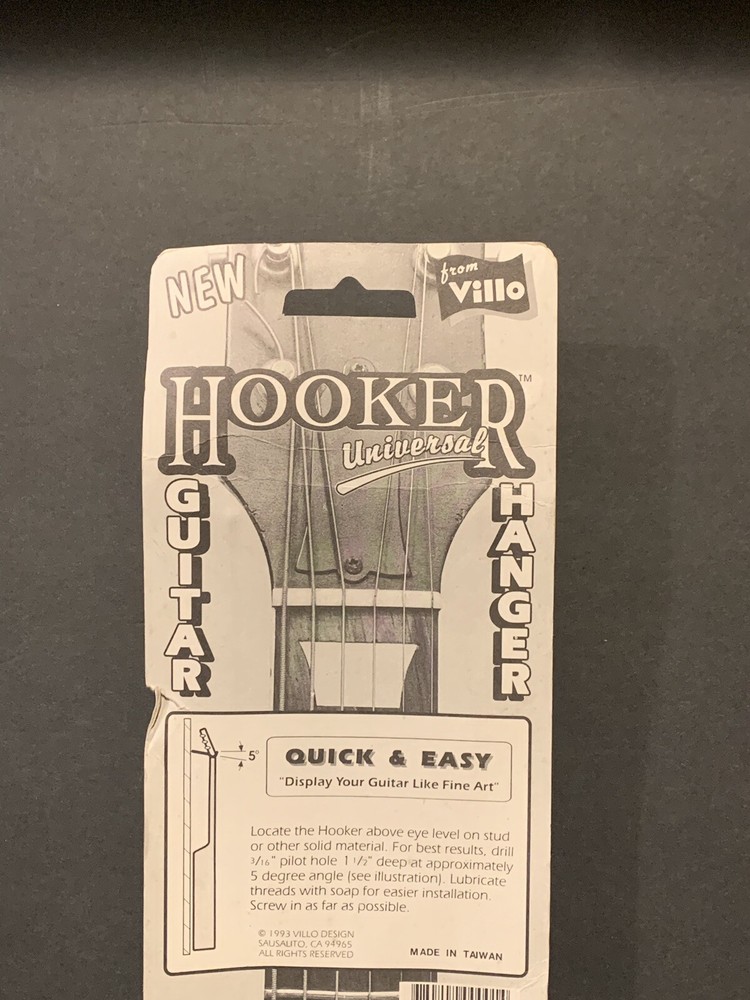 NEW
from
Villo
HOOKER™
Universal
GUITAR
HANGER
5°
QUICK & EASY
"Display Your Guitar Like Fine Art"
Locate the Hooker above eye level on stud
or other solid material. For best results, drill
3/16" pilot hole 1 1/2" deep at approximately
5 degree angle (see illustration). Lubricate
threads with soap for easier installation.
Screw in as far as possible.
© 1993 VILLO DESIGN
SAUSAUTO, CA 94965
ALL RIGHTS RESERVED
MADE IN TAIWAN